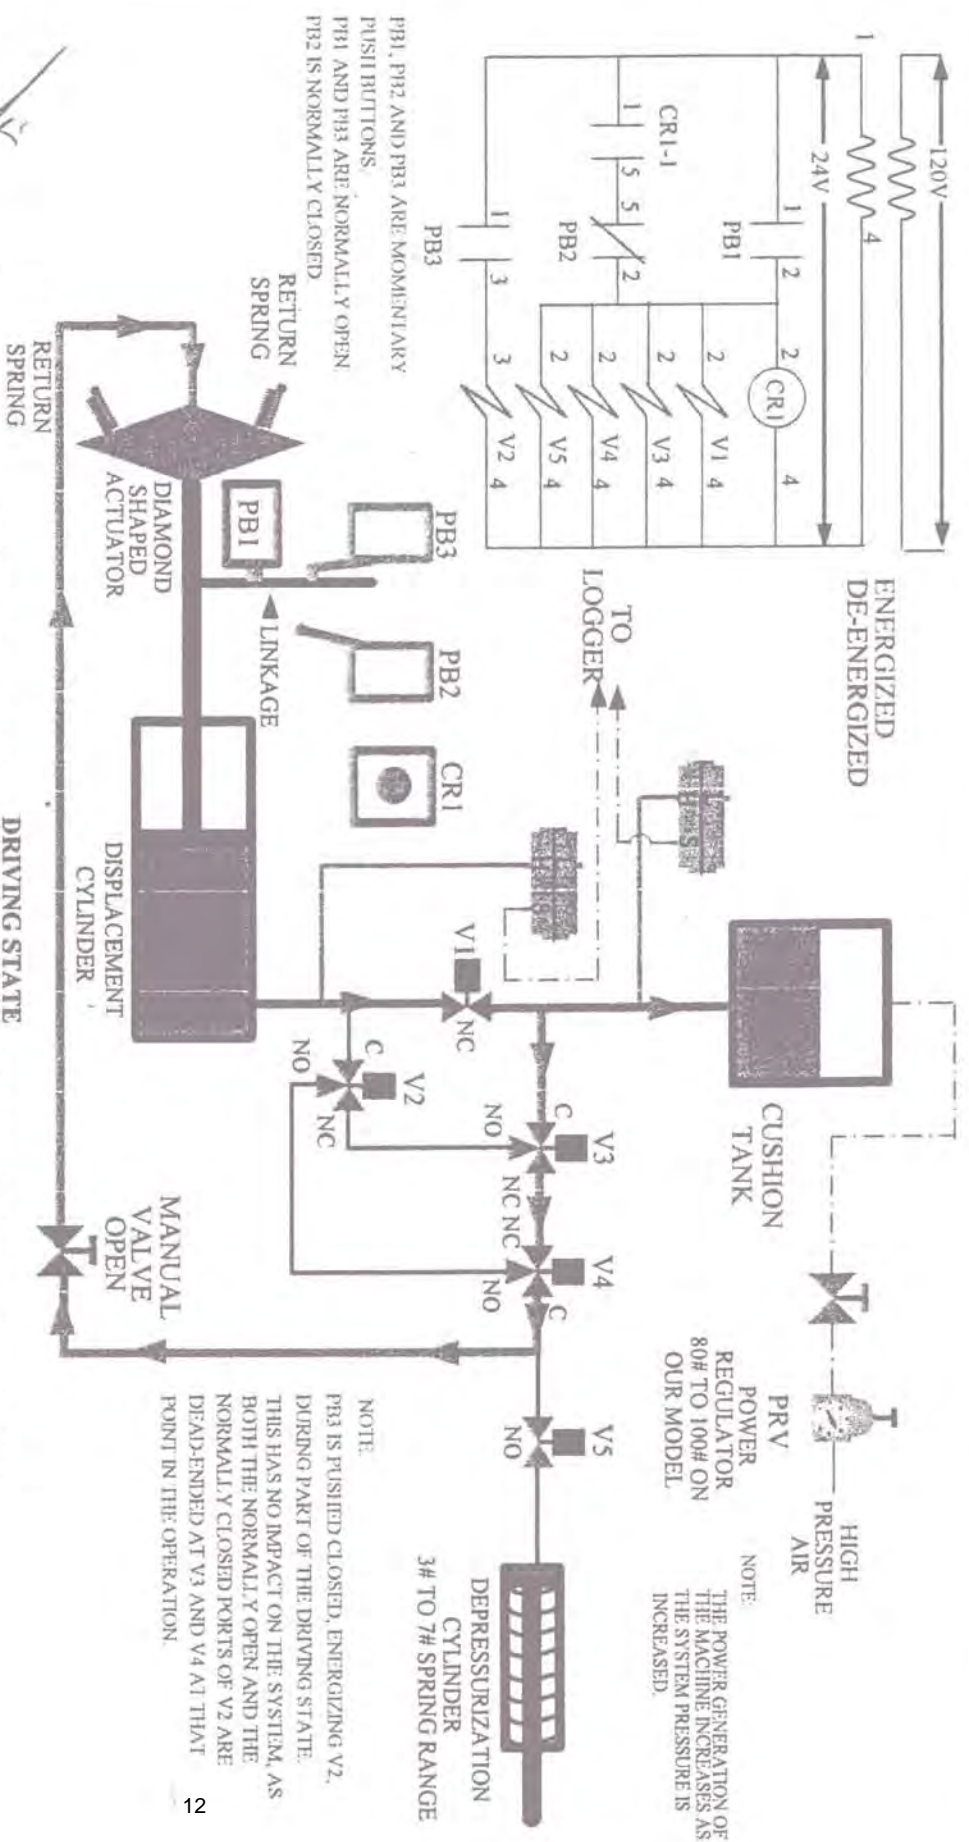 120V
24V
1
4
1
PB1
2
2
CR1
4
CR1-1
1
5
5
PB2
2
2
V1
4
2
V3
4
2
V4
4
2
V5
4
1
PB3
3
3
V2
4
ENERGIZED
DE-ENERGIZED
PB1, PB2 AND PB3 ARE MOMENTARY
PUSH BUTTONS.
PB1 AND PB3 ARE NORMALLY OPEN
PB2 IS NORMALLY CLOSED
TO
LOGGER
CUSHION
TANK
PRV
POWER
REGULATOR
80# TO 100# ON
OUR MODEL
HIGH
PRESSURE
AIR
NOTE:
THE POWER GENERATION OF
THE MACHINE INCREASES AS
THE SYSTEM PRESSURE IS
INCREASED.
V1
NC
C
V2
NO
NC
C
V3
NO
NC
NC
V4
NO
C
V5
NO
DEPRESSURIZATION
CYLINDER
3# TO 7# SPRING RANGE
PB3
PB1
LINKAGE
PB2
CR1
RETURN
SPRING
DIAMOND
SHAPED
ACTUATOR
RETURN
SPRING
DISPLACEMENT
CYLINDER
MANUAL
VALVE
OPEN
NOTE:
PB3 IS PUSHED CLOSED, ENERGIZING V2,
DURING PART OF THE DRIVING STATE.
THIS HAS NO IMPACT ON THE SYSTEM, AS
BOTH THE NORMALLY OPEN AND THE
NORMALLY CLOSED PORTS OF V2 ARE
DEAD-ENDED AT V3 AND V4 AT THAT
POINT IN THE OPERATION.
DRIVING STATE
12